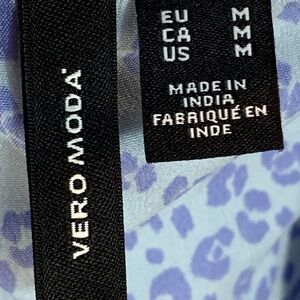 VERO MODA
EU M
CA M
US M
MADE IN
INDIA
FABRIQUÉ EN
INDE